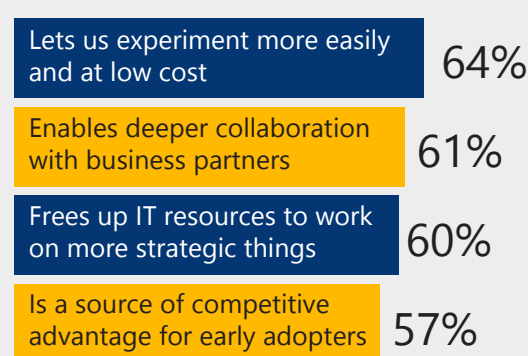 Lets us experiment more easily
and at low cost
64%
Enables deeper collaboration
with business partners
61%
Frees up IT resources to work
on more strategic things
60%
Is a source of competitive
advantage for early adopters
57%